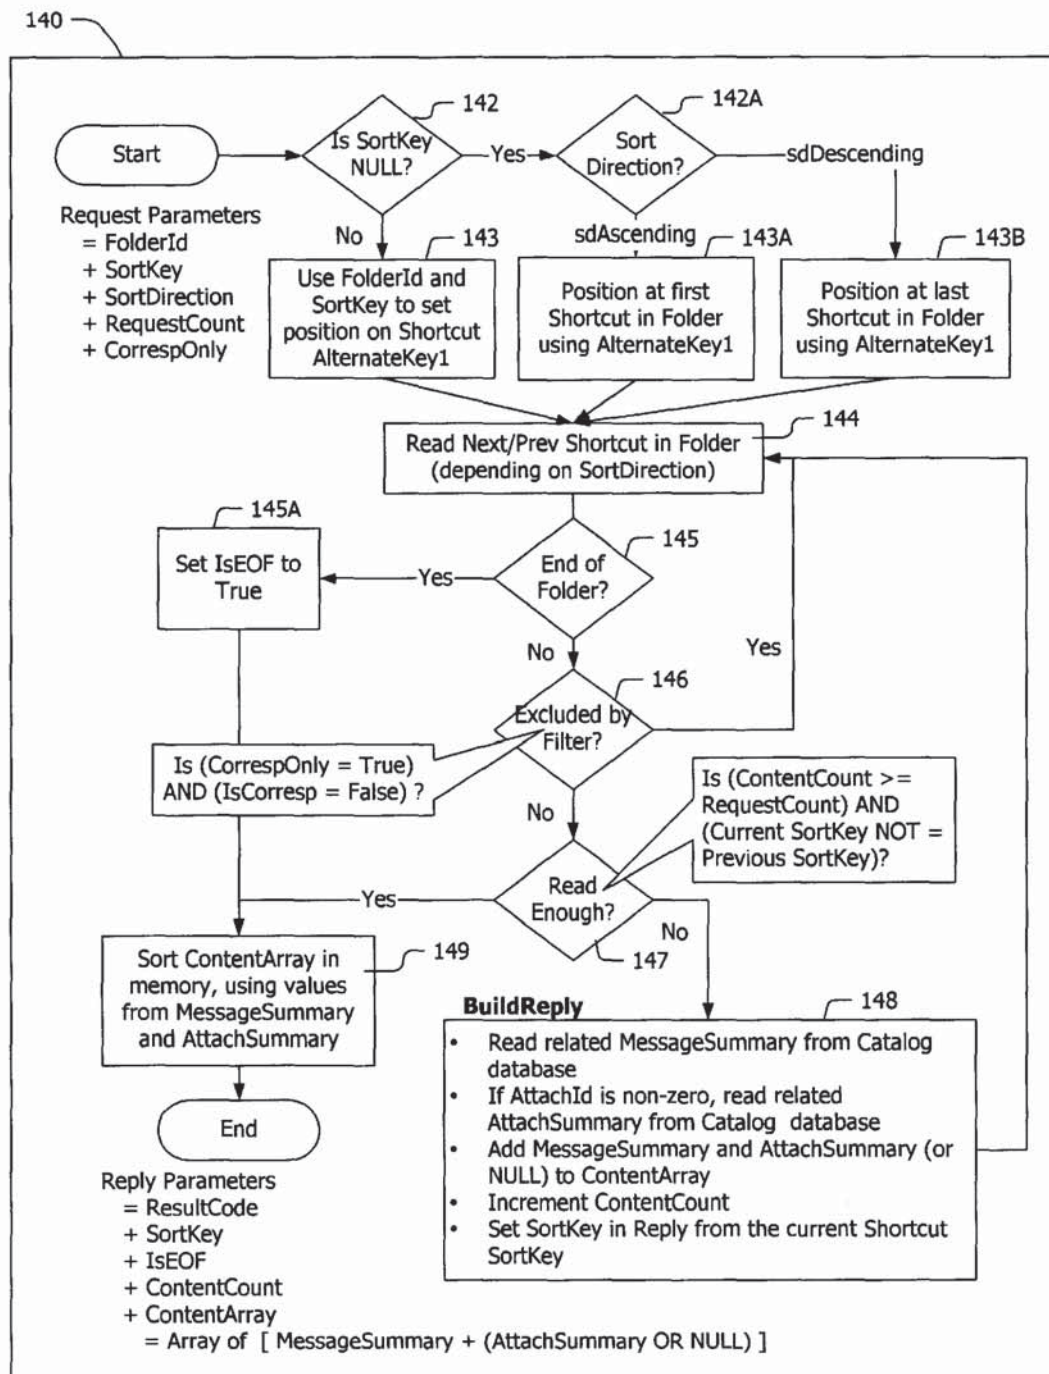 140
142
142A
Start
Is SortKey
NULL?
Yes
Sort
Direction?
sdDescending
Request Parameters
= FolderId
+ SortKey
+ SortDirection
+ RequestCount
+ CorrespOnly
No
143
sdAscending
143A
143B
Use FolderId and
SortKey to set
position on Shortcut
AlternateKey1
Position at first
Shortcut in Folder
using AlternateKey1
Position at last
Shortcut in Folder
using AlternateKey1
144
Read Next/Prev Shortcut in Folder
(depending on SortDirection)
145A
Set IsEOF to
True
145
End of
Folder?
Yes
No
Yes
146
Excluded by
Filter?
Is (CorrespOnly = True)
AND (IsCorresp = False) ?
No
Is (ContentCount >=
RequestCount) AND
(Current SortKey NOT =
Previous SortKey)?
Yes
Read
Enough?
No
147
149
Sort ContentArray in
memory, using values
from MessageSummary
and AttachSummary
BuildReply
148
• Read related MessageSummary from Catalog
database
• If AttachId is non-zero, read related
AttachSummary from Catalog database
• Add MessageSummary and AttachSummary (or
NULL) to ContentArray
• Increment ContentCount
• Set SortKey in Reply from the current Shortcut
SortKey
End
Reply Parameters
= ResultCode
+ SortKey
+ IsEOF
+ ContentCount
+ ContentArray
= Array of [ MessageSummary + (AttachSummary OR NULL) ]